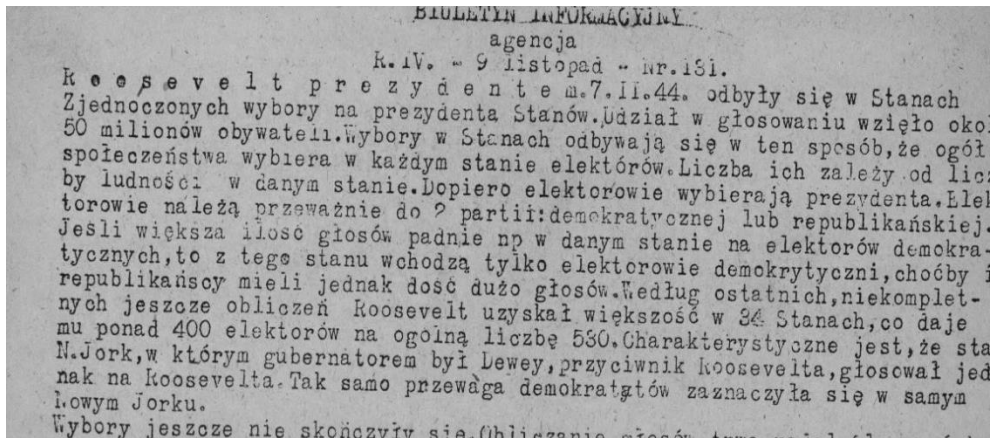 BIULETYN INFORMACYJNY
agencja
R.IV. - 9 listopad - Nr.131.
R o o s e v e l t p r e z y d e n t e m.7.II.44. odbyły się w Stanach
Zjednoczonych wybory na prezydenta Stanów.Udział w głosowaniu wzięło oko
50 milionów obywateli.Wybory w Stanach odbywają się w ten sposób,że ogół
społeczeństwa wybiera w każdym stanie elektórów.Liczba ich zależy od licz
by ludności w danym stanie.Dopiero elektorowie wybierają prezydenta.Elek
torowie należą przeważnie do 2 partii:demokratycznej lub republikańskiej.
Jeśli większa ilość głosów padnie np w danym stanie na elektorów demokra-
tycznych,to z tego stanu wchodzą tylko elektorowie demokrytyczni,choćby i
republikańscy mieli jednak dość dużo głosów.Według ostatnich,niekomplet-
nych jeszcze obliczeń Roosevelt uzyskał większość w 34 Stanach,co daje
mu ponad 400 elektorów na ogólną liczbę 530.Charakterystyczne jest,że sta
N.Jork,w którym gubernatorem był Dewey,przyciwnik Roosevelta,głosował jed
nak na Roosevelta.Tak samo przewaga demokratatów zaznaczyła się w samym
Nowym Jorku.
Wybory jeszcze nie skończyły się.Obliczanie głosów